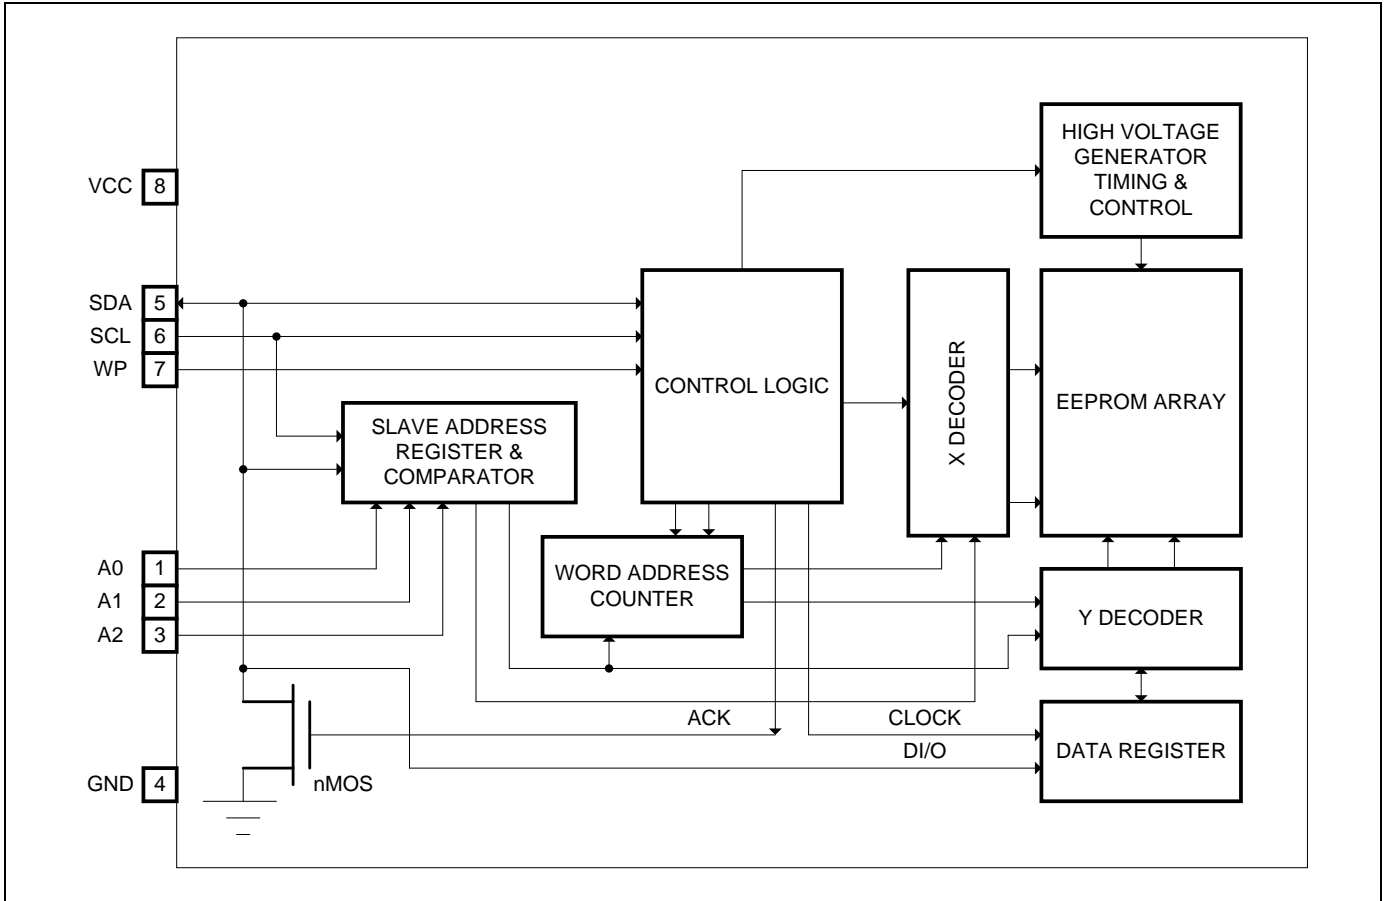 HIGH VOLTAGE
GENERATOR
TIMING &
CONTROL
VCC 8
SDA 5
SCL 6
WP 7
CONTROL LOGIC
X DECODER
EEPROM ARRAY
SLAVE ADDRESS
REGISTER &
COMPARATOR
A0 1
A1 2
A2 3
WORD ADDRESS
COUNTER
Y DECODER
ACK
CLOCK
DI/O
DATA REGISTER
GND 4
nMOS